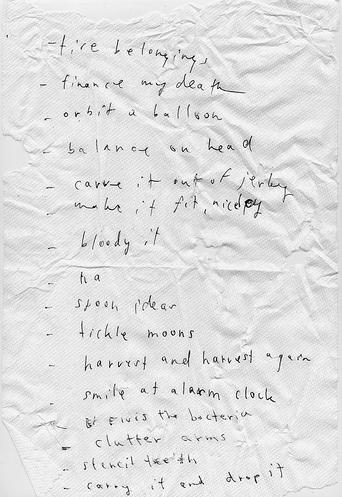 - fire belongings
- finance my death
- orbit a balloon
- balance on head
- carve it out of jerky
- make it fit, nicely
- bloody it
- ha
- spoon ideas
- tickle moons
- harvest and harvest again
- smile at alarm clock
- Elvis the bacteria
- clutter arms
- stencil teeth
- carry it and drop it